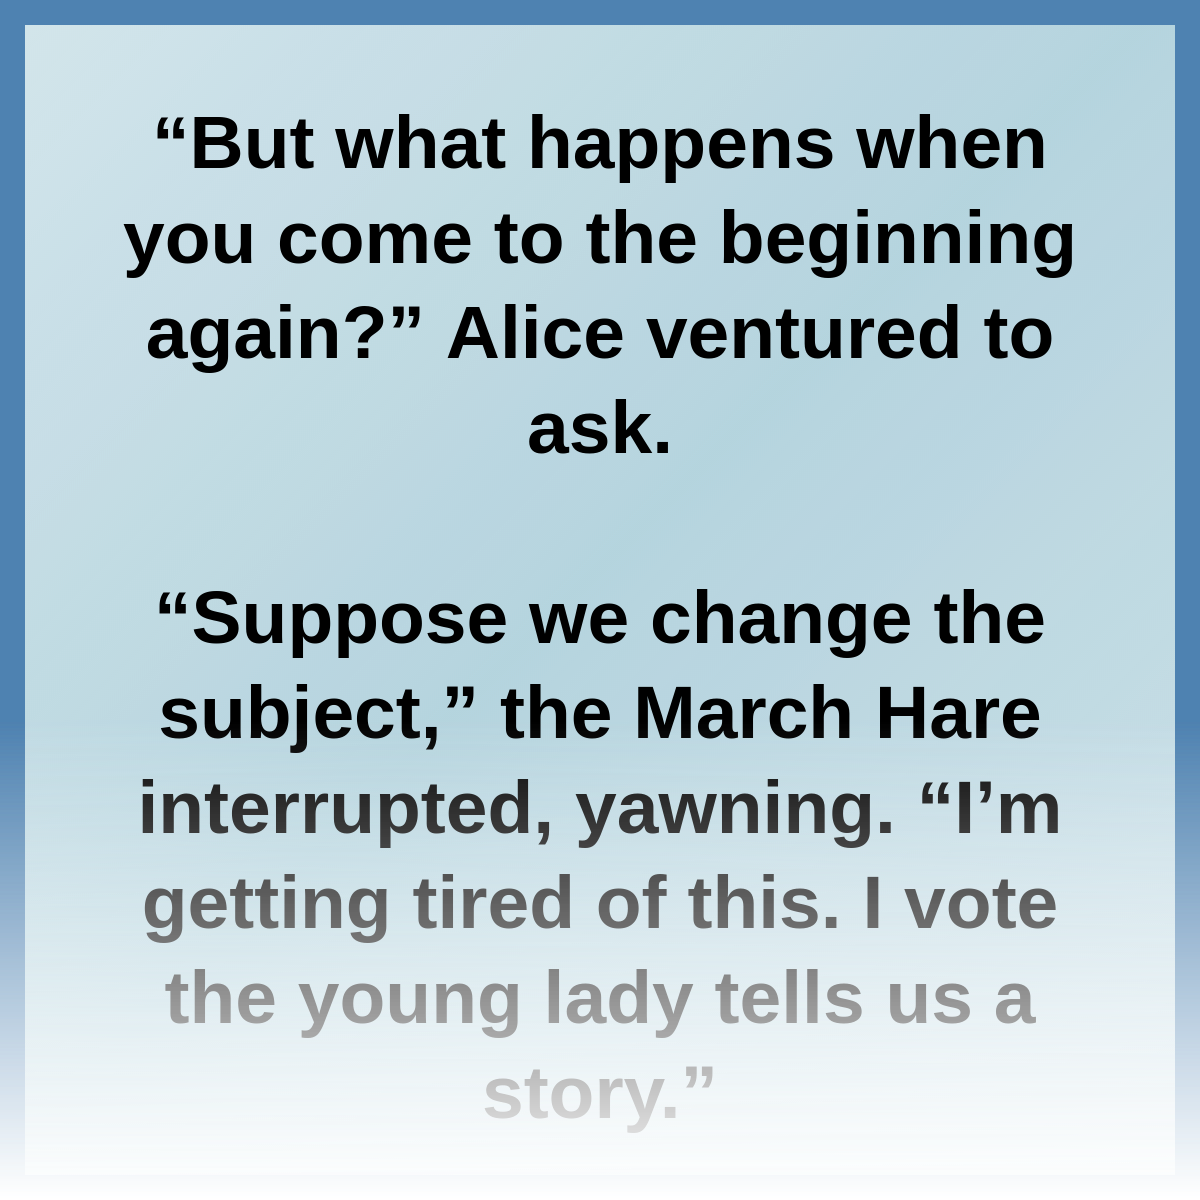 “But what happens when
you come to the beginning
again?” Alice ventured to
ask.
“Suppose we change the
subject,” the March Hare
interrupted, yawning. “I’m
getting tired of this. I vote
the young lady tells us a
story.”